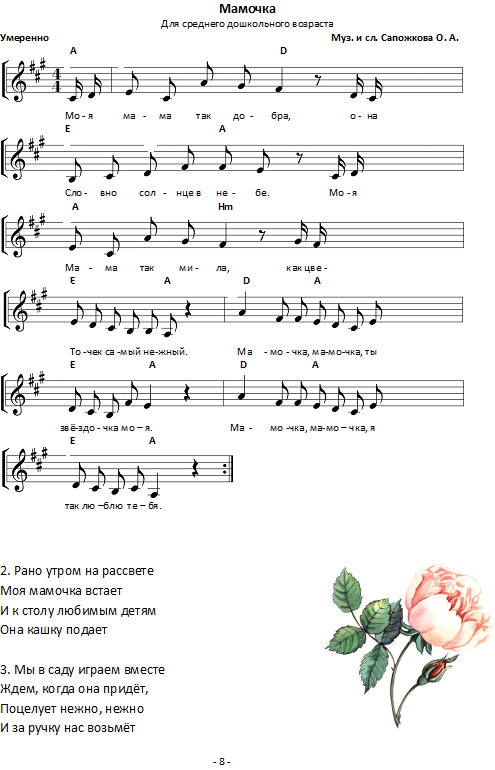 Мамочка
Для среднего дошкольного возраста
Умеренно Муз. и сл. Сапожкова О. А.
A D
Мо-я ма - ма так до - бра, о - на
E A
Сло- вно сол - нце в не - бе. Мо-я
A Hm
Ма - ма так ми - ла, как цве -
E A D A
То-чек са-мый не-жный. Ма - мо - чка, ма-мо-чка, ты
E A D A
звё-здо -чка мо – я. Ма - мо -чка, ма-мо – чка, я
E A
так лю –блю те –бя.
2. Рано утром на рассвете
Моя мамочка встает
И к столу любимым детям
Она кашку подает
3. Мы в саду играем вместе
Ждем, когда она придёт,
Поцелует нежно, нежно
И за ручку нас возьмёт
- 8 -